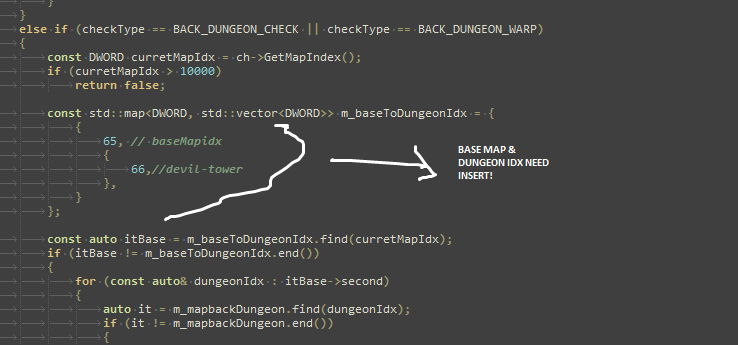 }
}
else if (checkType == BACK_DUNGEON_CHECK || checkType == BACK_DUNGEON_WARP)
{
const DWORD curretMapIdx = ch->GetMapIndex();
if (curretMapIdx > 10000)
return false;
const std::map<DWORD, std::vector<DWORD>> m_baseToDungeonIdx = {
{
65, // baseMapidx
{
66,//devil-tower
},
}
};
BASE MAP &
DUNGEON IDX NEED
INSERT!
const auto itBase = m_baseToDungeonIdx.find(curretMapIdx);
if (itBase != m_baseToDungeonIdx.end())
{
for (const auto& dungeonIdx : itBase->second)
{
auto it = m_mapbackDungeon.find(dungeonIdx);
if (it != m_mapbackDungeon.end())
{